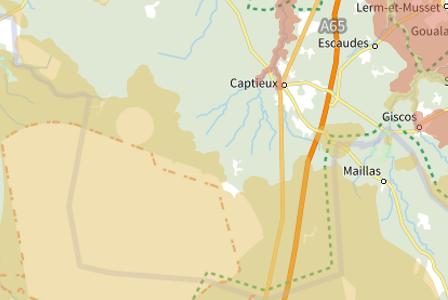 Lerm-et-Musset
A65
Gouala
Escaudes
Captieux
Giscos
Maillas